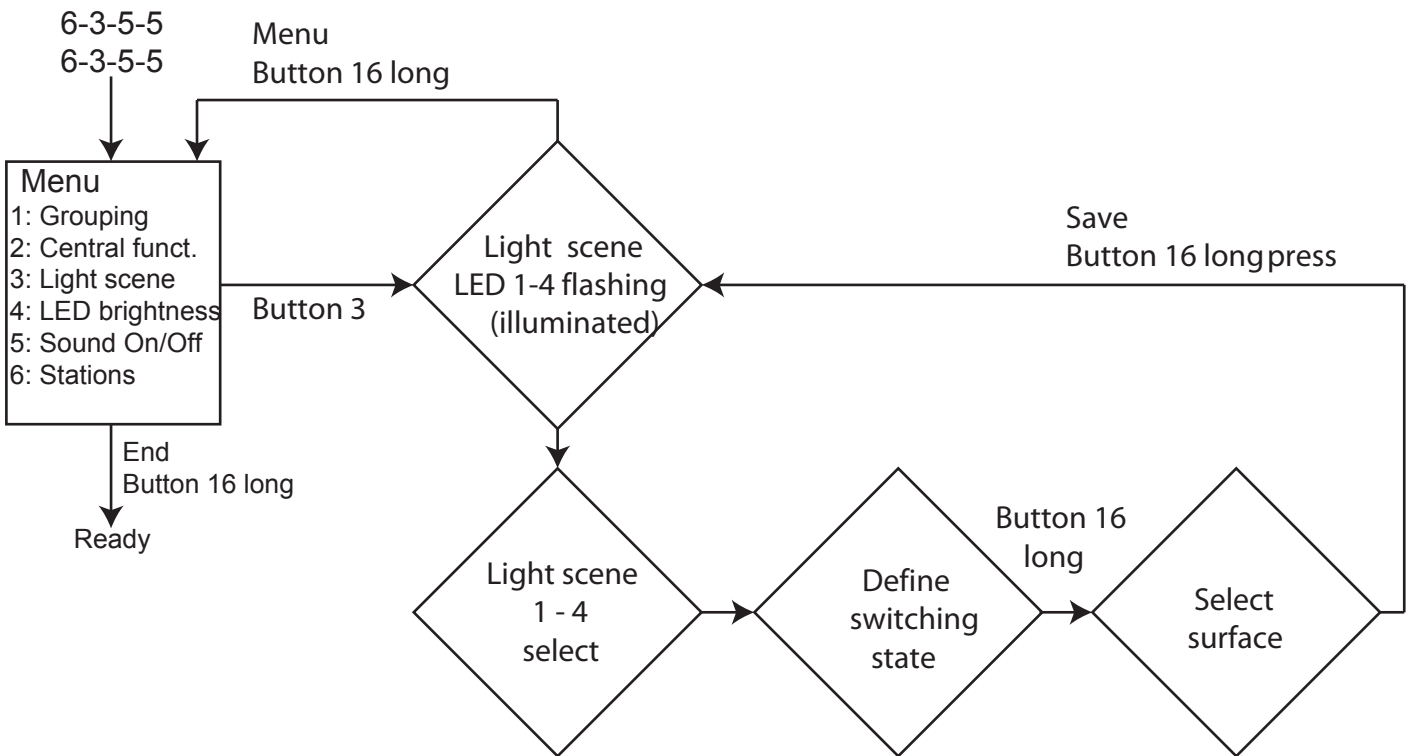 6-3-5-5
6-3-5-5
Menu
Button 16 long
Menu
1: Grouping
2: Central funct.
3: Light scene
4: LED brightness
5: Sound On/Off
6: Stations
Button 3
Light scene
LED 1-4 flashing
(illuminated)
Save
Button 16 long press
End
Button 16 long
Ready
Light scene
1 - 4
select
Define
switching
state
Button 16
long
Select
surface